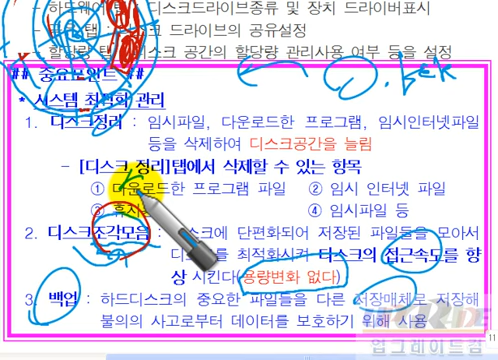 - 하드웨어 탭 : 디스크드라이브종류 및 장치 드라이버표시
: 디스크 드라이브의 공유설정
- 할당량 탭 : 디스크 공간의 할당량 관리사용 여부 등을 설정
## 중요포인트 ##
○.bck
* 시스템 최적화 관리
1. 디스크정리 : 임시파일, 다운로드한 프로그램, 임시인터넷파일
등을 삭제하여 디스크공간을 늘림
- [디스크 정리]탭에서 삭제할 수 있는 항목
① 다운로드한 프로그램 파일 ② 임시 인터넷 파일
③ 휴지 ④ 임시파일 등
2. 디스크조각모음 : 디스크에 단편화되어 저장된 파일들을 모아서
디 를 최적화시켜 디스크의 접근속도를 향
상 시킨다(용량변화 없다)
3. 백업 : 하드디스크의 중요한 파일들을 다른 저장매체로 저장해
불의의 사고로부터 데이터를 보호하기 위해 사용
11
업그레이드검